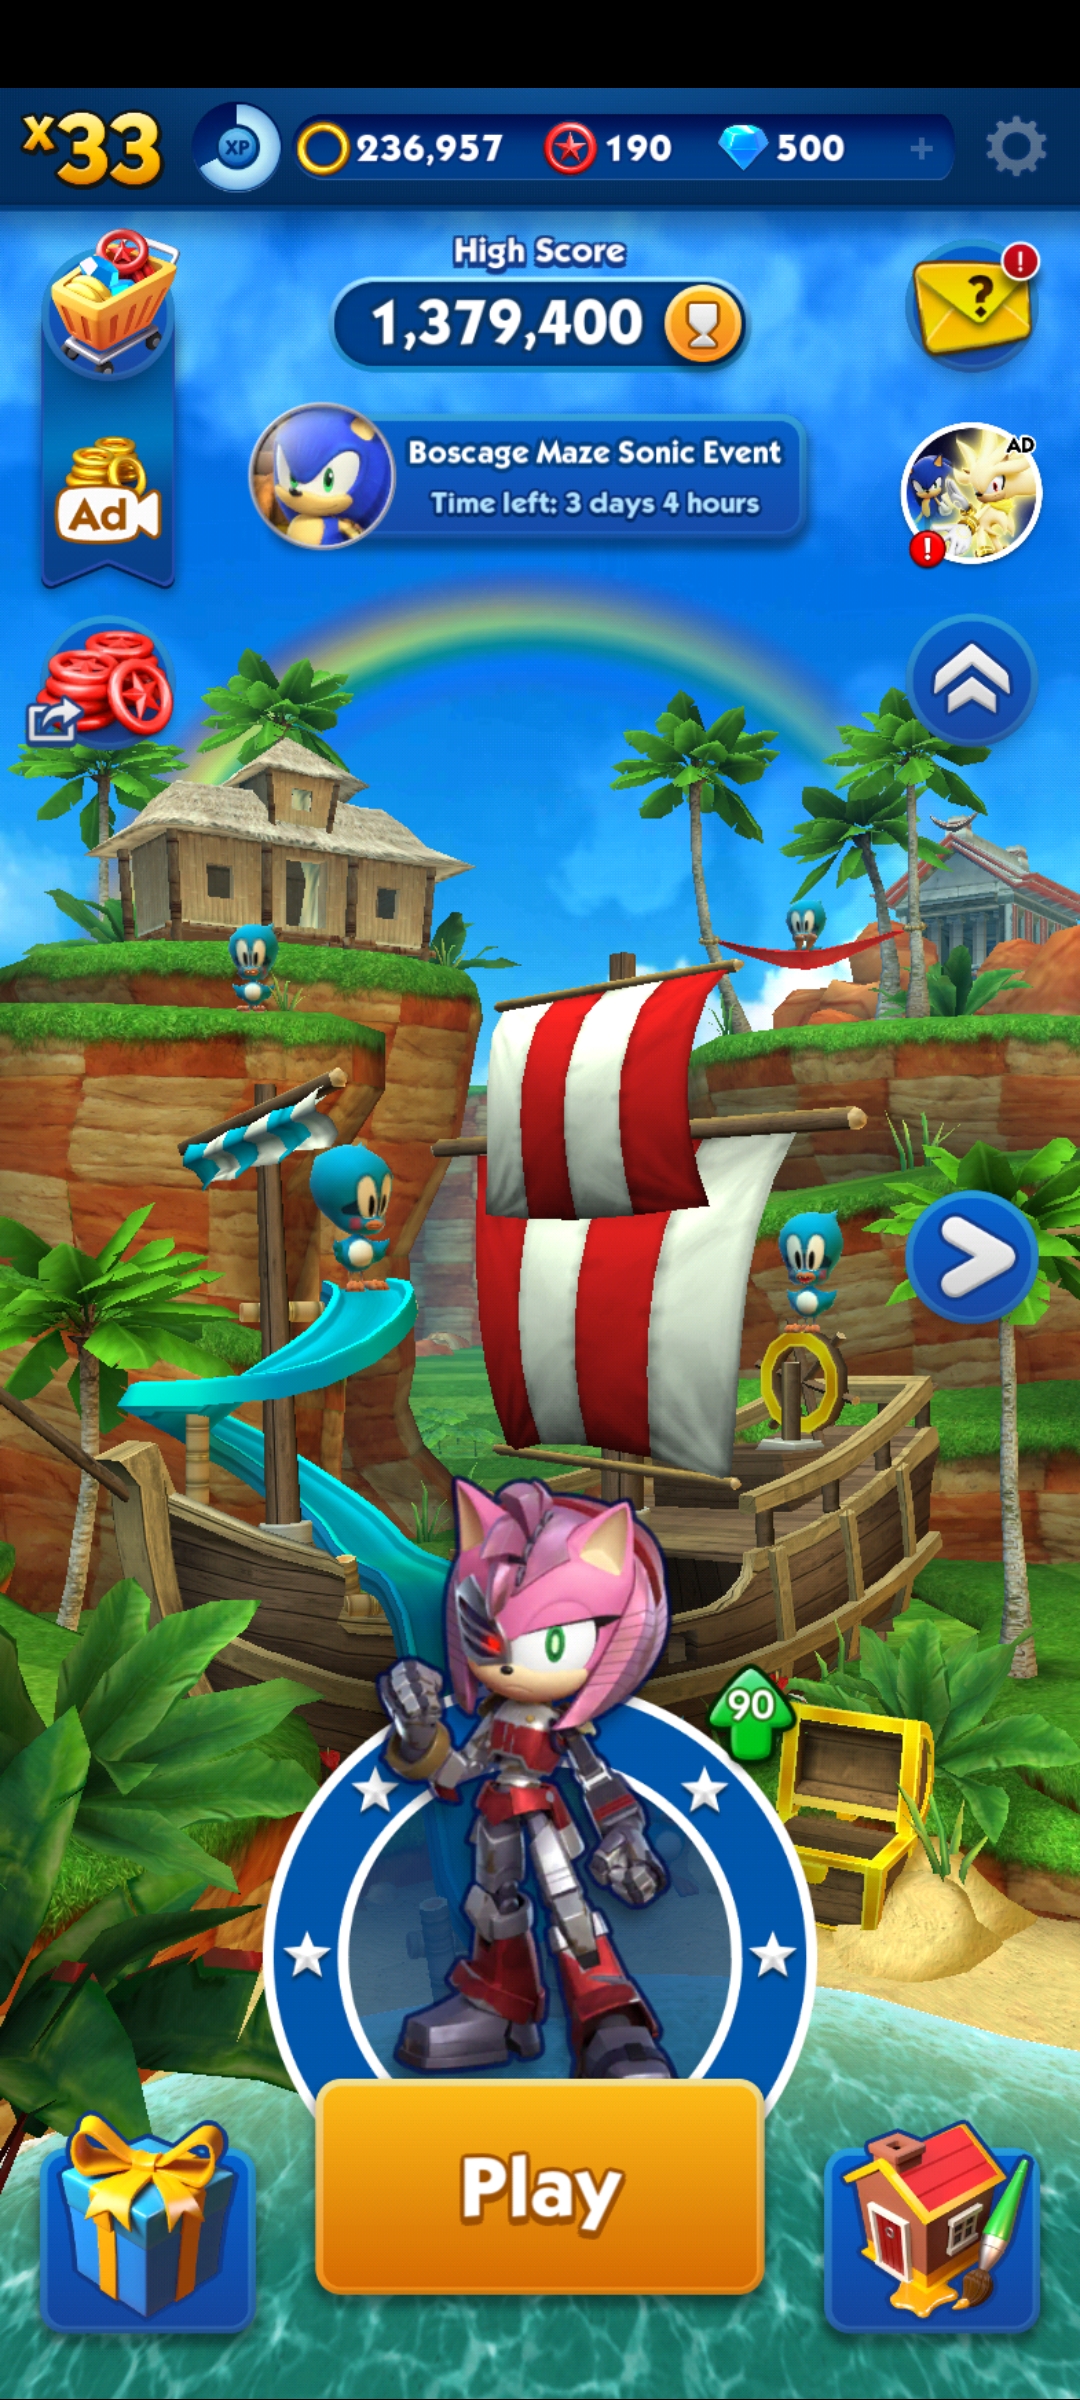 x33
XP
236,957
190
500
+
High Score
1,379,400
?
!
Boscage Maze Sonic Event
Time left: 3 days 4 hours
AD
!
Ad
90
Play